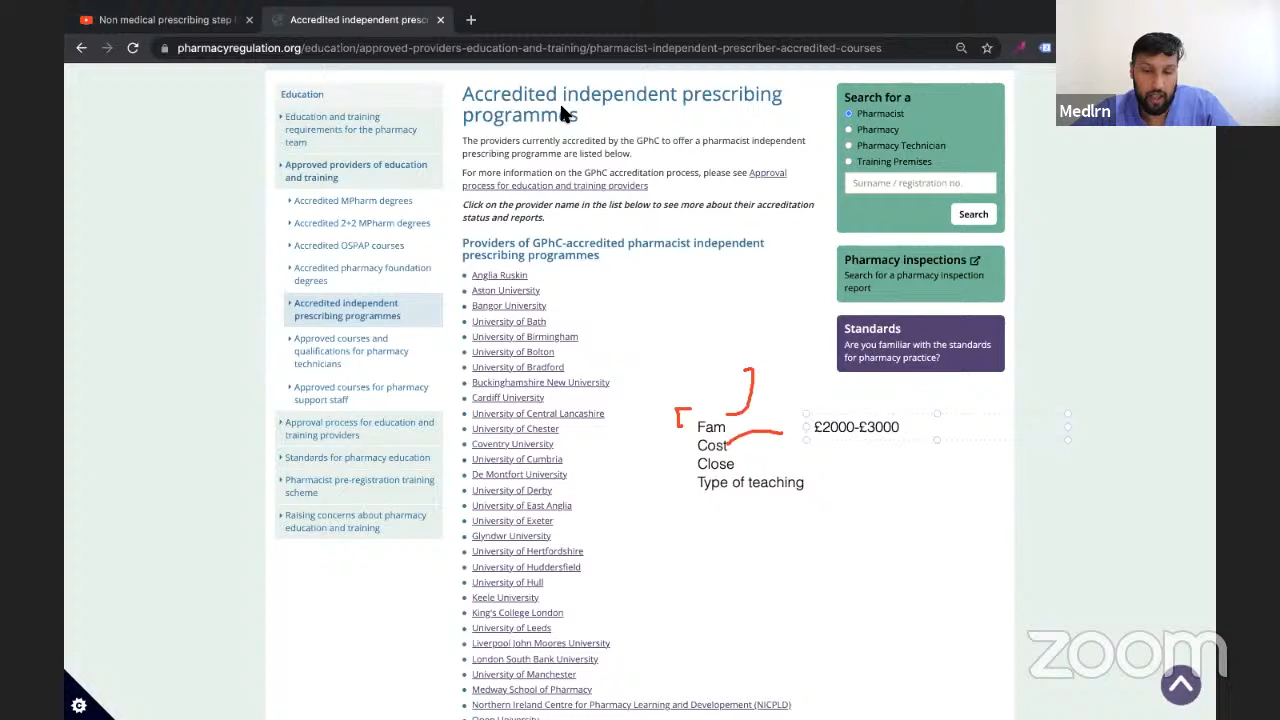 Non medical prescribing step
Accredited independent presc
pharmacyregulation.org/education/approved-providers-education-and-training/pharmacist-independent-prescriber-accredited-courses
Medlrn
Education
Education and training
requirements for the pharmacy
team
Approved providers of education
and training
Accredited MPharm degrees
Accredited 2+2 MPharm degrees
Accredited OSPAP courses
Accredited pharmacy foundation
degrees
Accredited independent
prescribing programmes
Approved courses and
qualifications for pharmacy
technicians
Approved courses for pharmacy
support staff
Approval process for education and
training providers
Standards for pharmacy education
Pharmacist pre-registration training
scheme
Raising concerns about pharmacy
education and training
Accredited independent prescribing
programmes
The providers currently accredited by the GPhC to offer a pharmacist independent
prescribing programme are listed below.
For more information on the GPhC accreditation process, please see Approval
process for education and training providers
Click on the provider name in the list below to see more about their accreditation
status and reports.
Providers of GPhC-accredited pharmacist independent
prescribing programmes
Anglia Ruskin
Aston University
Bangor University
University of Bath
University of Birmingham
University of Bolton
University of Bradford
Buckinghamshire New University
Cardiff University
University of Central Lancashire
University of Chester
Coventry University
University of Cumbria
De Montfort University
University of Derby
University of East Anglia
University of Exeter
Glyndwr University
University of Hertfordshire
University of Huddersfield
University of Hull
Keele University
King's College London
University of Leeds
Liverpool John Moores University
London South Bank University
University of Manchester
Medway School of Pharmacy
Northern Ireland Centre for Pharmacy Learning and Developement (NICPLD)
Open University
Fam
Cost
Close
Type of teaching
£2000-£3000
Search for a
Pharmacist
Pharmacy
Pharmacy Technician
Training Premises
Surname / registration no.
Search
Pharmacy inspections
Search for a pharmacy inspection
report
Standards
Are you familiar with the standards
for pharmacy practice?
zoom